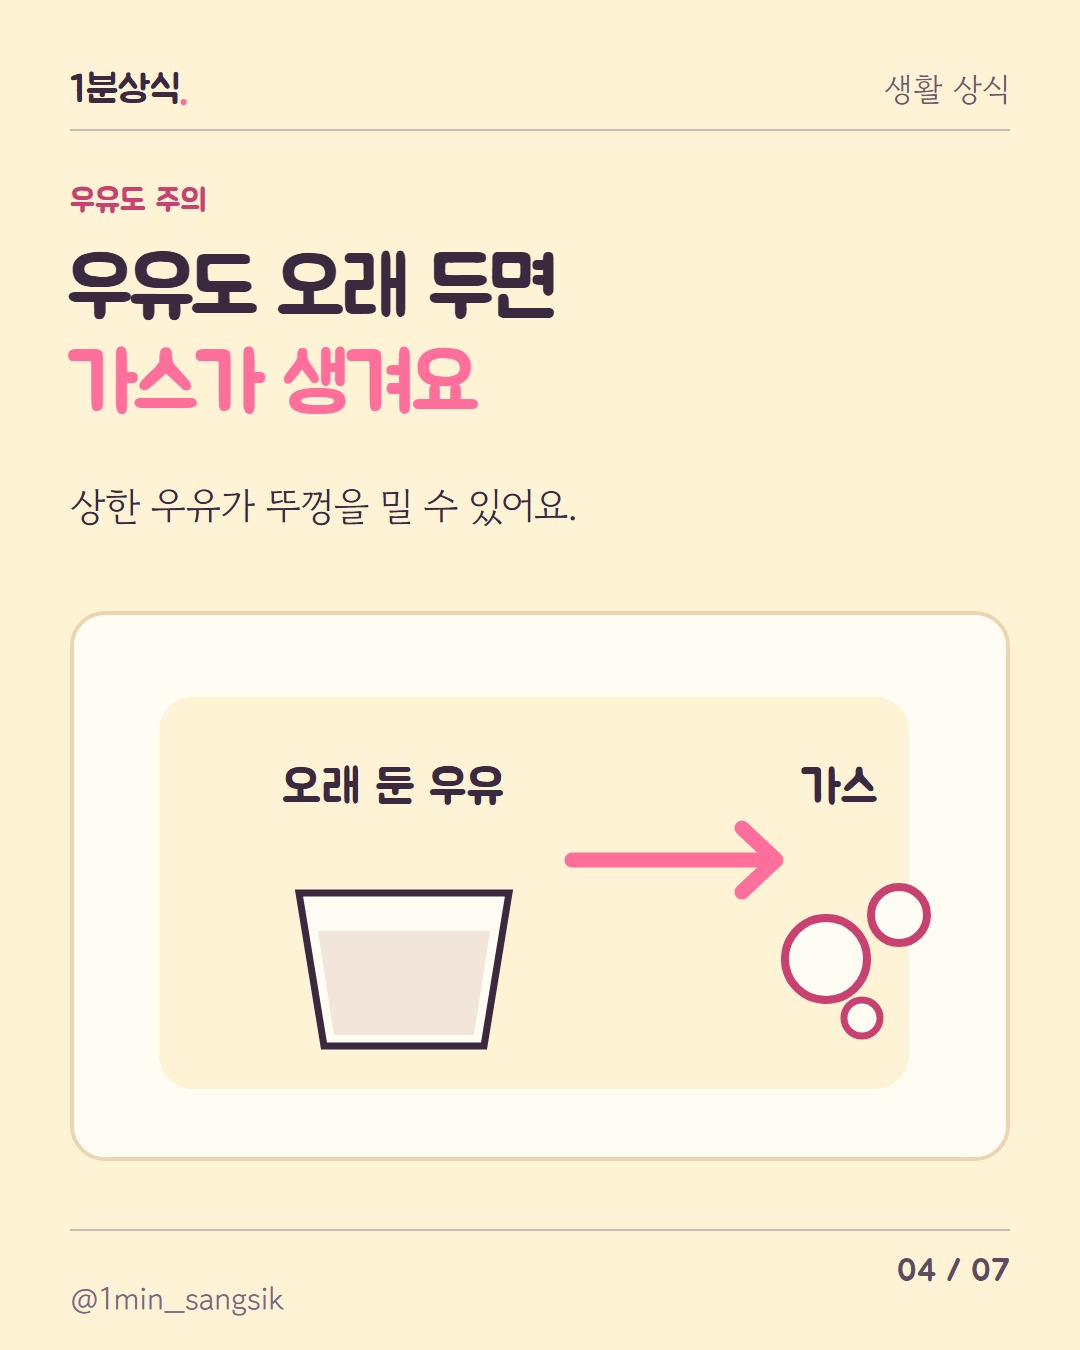 1분상식.
생활 상식
우유도 주의
우유도 오래 두면
가스가 생겨요
상한 우유가 뚜껑을 밀 수 있어요.
오래 둔 우유
가스
04 / 07
@1min_sangsik